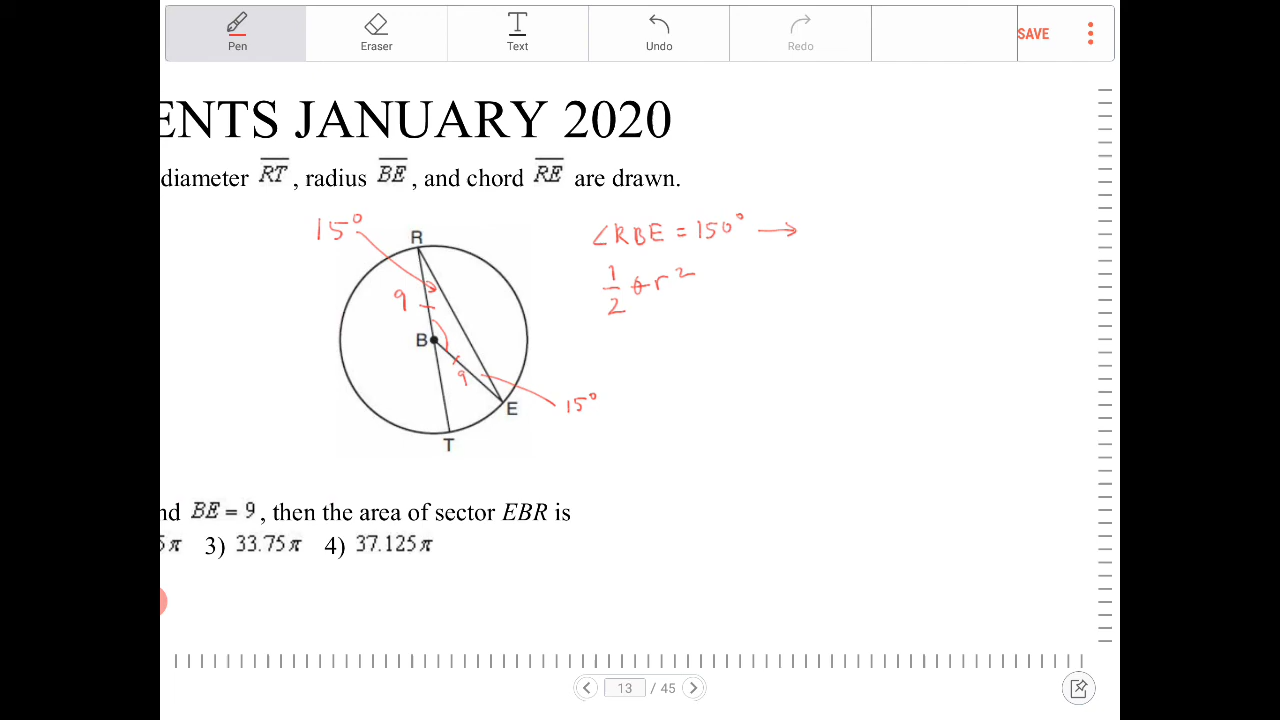 Pen Eraser Text Undo Redo SAVE
ENTS JANUARY 2020
diameter RT, radius BE, and chord RE are drawn.
15°
R
∠RBE = 150° →
1/2 θ r²
9
B
9
15°
E
T
nd BE = 9, then the area of sector EBR is
5π 3) 33.75π 4) 37.125π
13 / 45